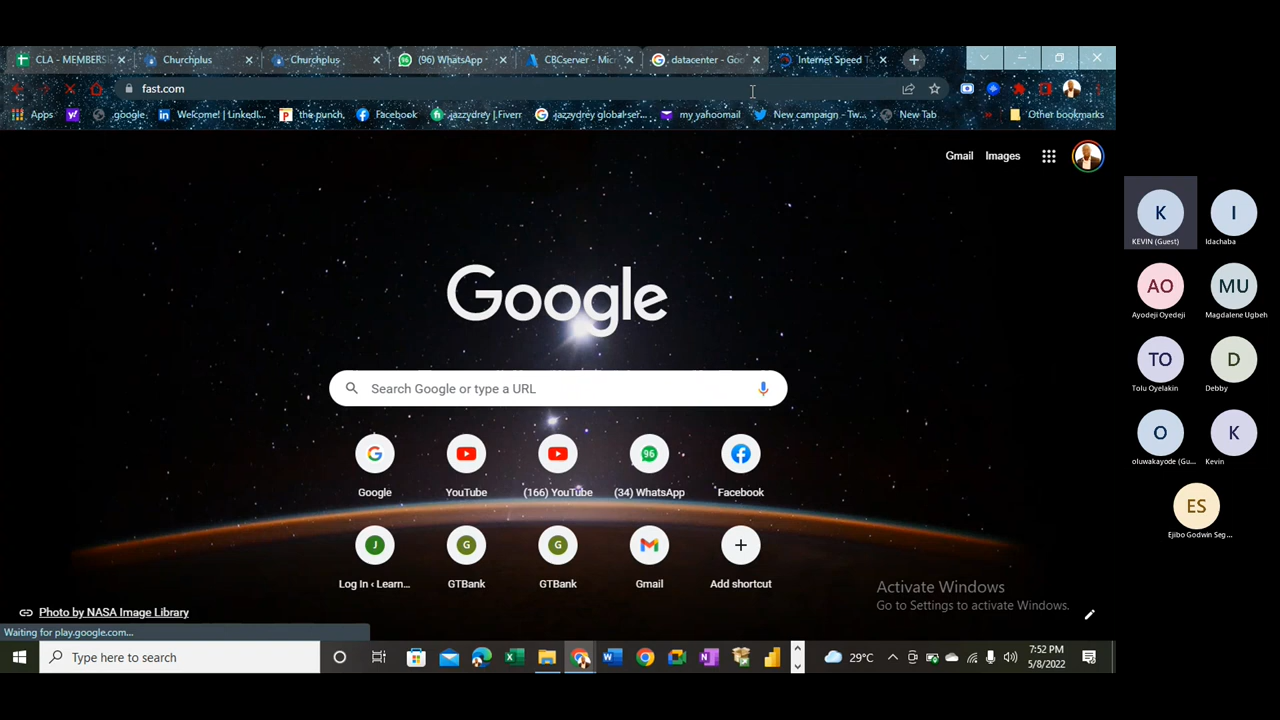 CLA - MEMBERS
Churchplus
Churchplus
(96) WhatsApp
CBCserver - Micr
datacenter - Goo
Internet Speed T
fast.com
Apps
.google
Welcome! | LinkedI...
the punch,
Facebook
jazzydrey | Fiverr
jazzydrey global ser...
my yahoomail
New campaign - Tw...
New Tab
Other bookmarks
Gmail
Images
Google
Search Google or type a URL
96
Google
YouTube
(166) YouTube
(34) WhatsApp
Facebook
J
G
G
Log In ‹ Learn...
GTBank
GTBank
Gmail
Add shortcut
Activate Windows
Go to Settings to activate Windows.
Photo by NASA Image Library
Waiting for play.google.com...
Type here to search
29°C
7:52 PM
5/8/2022
K
KEVIN (Guest)
I
Idachaba
AO
Ayodeji Oyedeji
MU
Magdalene Ugbeh
TO
Tolu Oyelakin
D
Debby
O
oluwakayode (Gu...
K
Kevin
ES
Ejibo Godwin Seg...